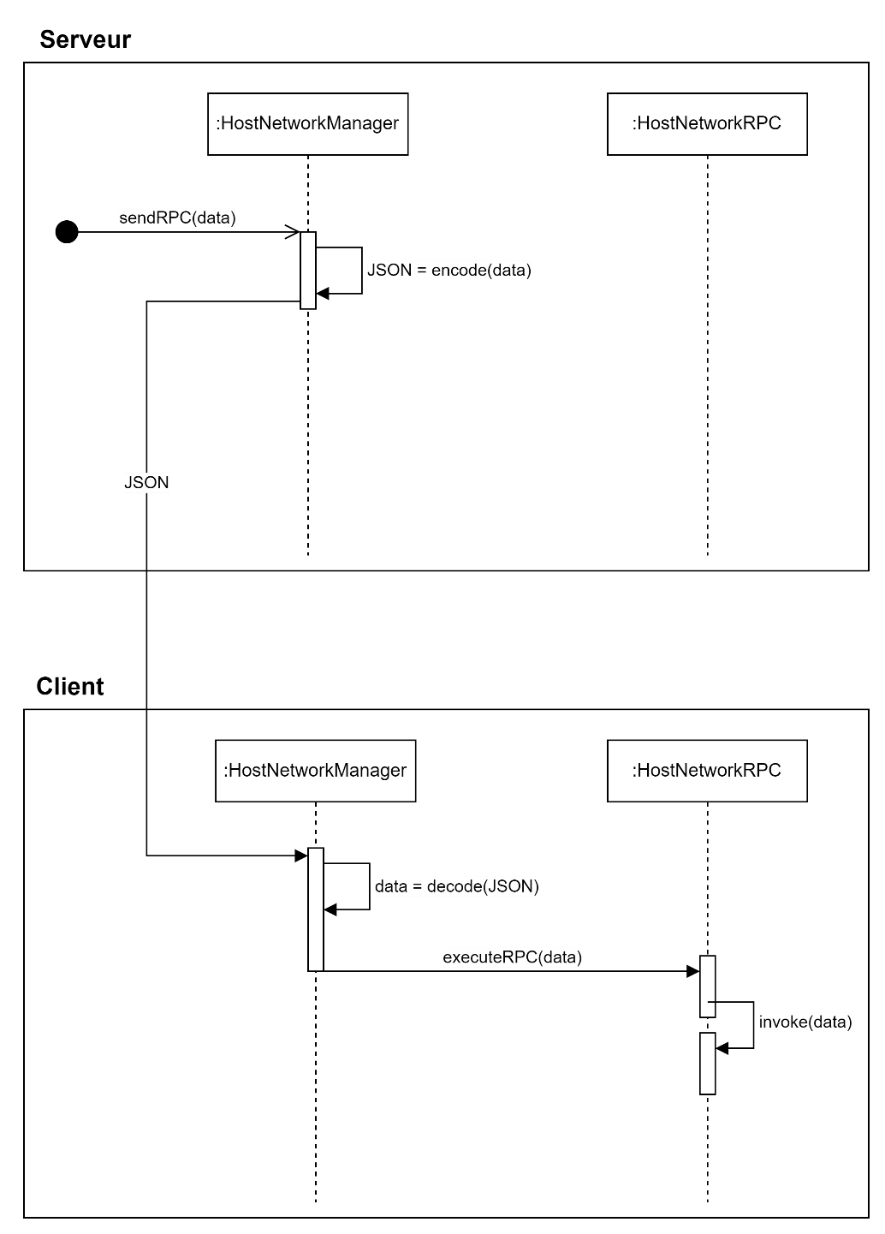 Serveur
:HostNetworkManager
:HostNetworkRPC
sendRPC(data)
JSON = encode(data)
JSON
Client
:HostNetworkManager
:HostNetworkRPC
data = decode(JSON)
executeRPC(data)
invoke(data)